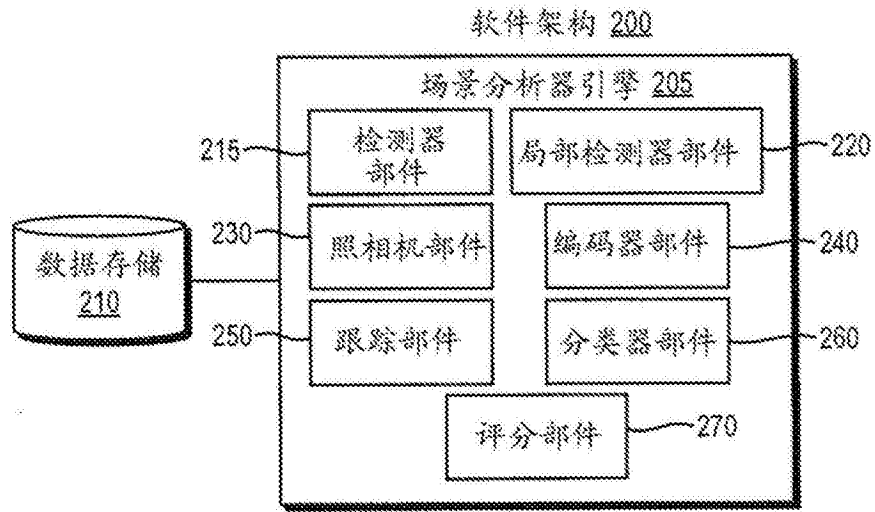 软件架构 200
场景分析器引擎 205
215
检测器
部件
局部检测器部件
220
230
照相机部件
编码器部件
240
数据存储
210
250
跟踪部件
分类器部件
260
评分部件
270